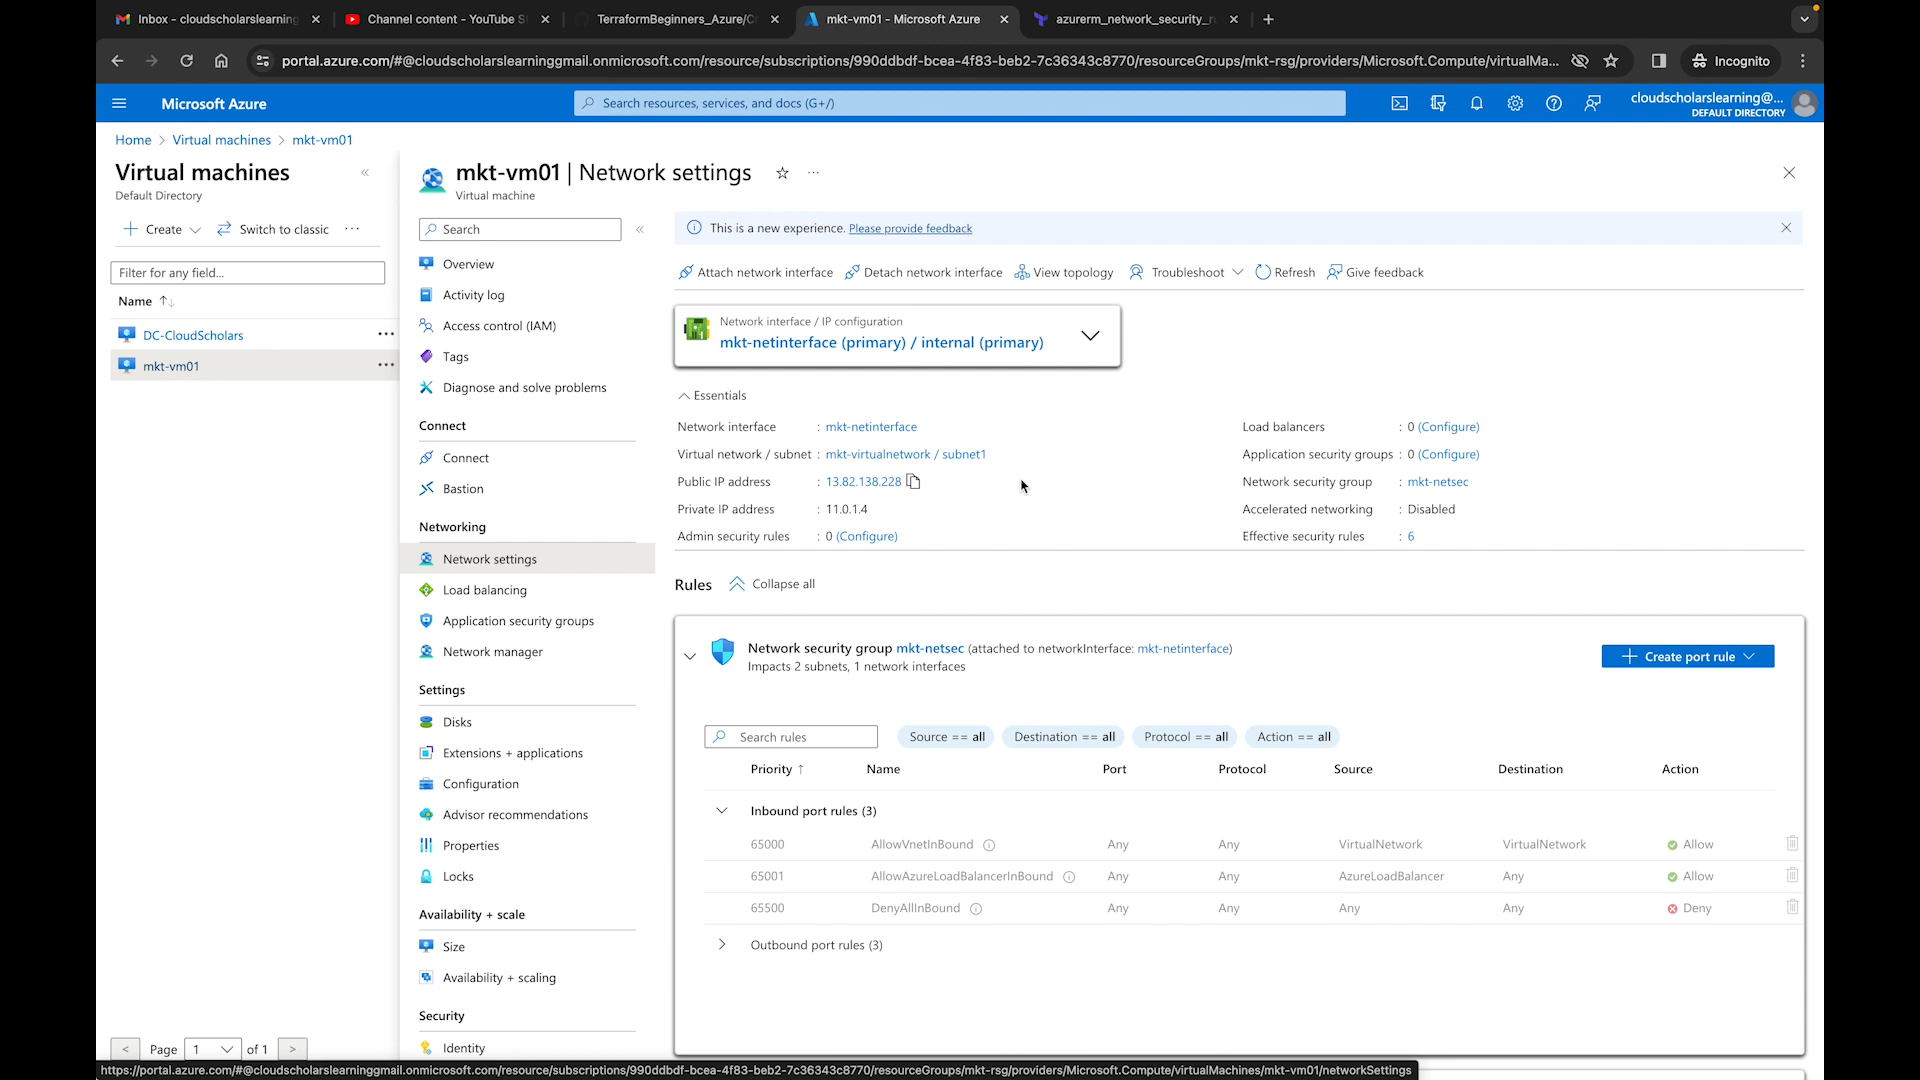 Inbox - cloudscholarslearning
Channel content - YouTube S
TerraformBeginners_Azure/C
mkt-vm01 - Microsoft Azure
azurerm_network_security_r
portal.azure.com/#@cloudscholarslearninggmail.onmicrosoft.com/resource/subscriptions/990ddbdf-bcea-4f83-beb2-7c36343c8770/resourceGroups/mkt-rsg/providers/Microsoft.Compute/virtualMa...
Incognito
Microsoft Azure
Search resources, services, and docs (G+/)
cloudscholarslearning@...
DEFAULT DIRECTORY
Home > Virtual machines > mkt-vm01
Virtual machines
Default Directory
Create
Switch to classic
Filter for any field...
Name
DC-CloudScholars
mkt-vm01
Page 1 of 1
mkt-vm01 | Network settings
Virtual machine
Search
Overview
Activity log
Access control (IAM)
Tags
Diagnose and solve problems
Connect
Connect
Bastion
Networking
Network settings
Load balancing
Application security groups
Network manager
Settings
Disks
Extensions + applications
Configuration
Advisor recommendations
Properties
Locks
Availability + scale
Size
Availability + scaling
Security
Identity
This is a new experience. Please provide feedback
Attach network interface
Detach network interface
View topology
Troubleshoot
Refresh
Give feedback
Network interface / IP configuration
mkt-netinterface (primary) / internal (primary)
Essentials
Network interface : mkt-netinterface
Virtual network / subnet : mkt-virtualnetwork / subnet1
Public IP address : 13.82.138.228
Private IP address : 11.0.1.4
Admin security rules : 0 (Configure)
Load balancers : 0 (Configure)
Application security groups : 0 (Configure)
Network security group : mkt-netsec
Accelerated networking : Disabled
Effective security rules : 6
Rules
Collapse all
Network security group mkt-netsec (attached to networkInterface: mkt-netinterface)
Impacts 2 subnets, 1 network interfaces
Create port rule
Search rules
Source == all
Destination == all
Protocol == all
Action == all
Priority ↑ Name Port Protocol Source Destination Action
Inbound port rules (3)
65000 AllowVnetInBound Any Any VirtualNetwork VirtualNetwork Allow
65001 AllowAzureLoadBalancerInBound Any Any AzureLoadBalancer Any Allow
65500 DenyAllInBound Any Any Any Any Deny
Outbound port rules (3)
https://portal.azure.com/#@cloudscholarslearninggmail.onmicrosoft.com/resource/subscriptions/990ddbdf-bcea-4f83-beb2-7c36343c8770/resourceGroups/mkt-rsg/providers/Microsoft.Compute/virtualMachines/mkt-vm01/networkSettings